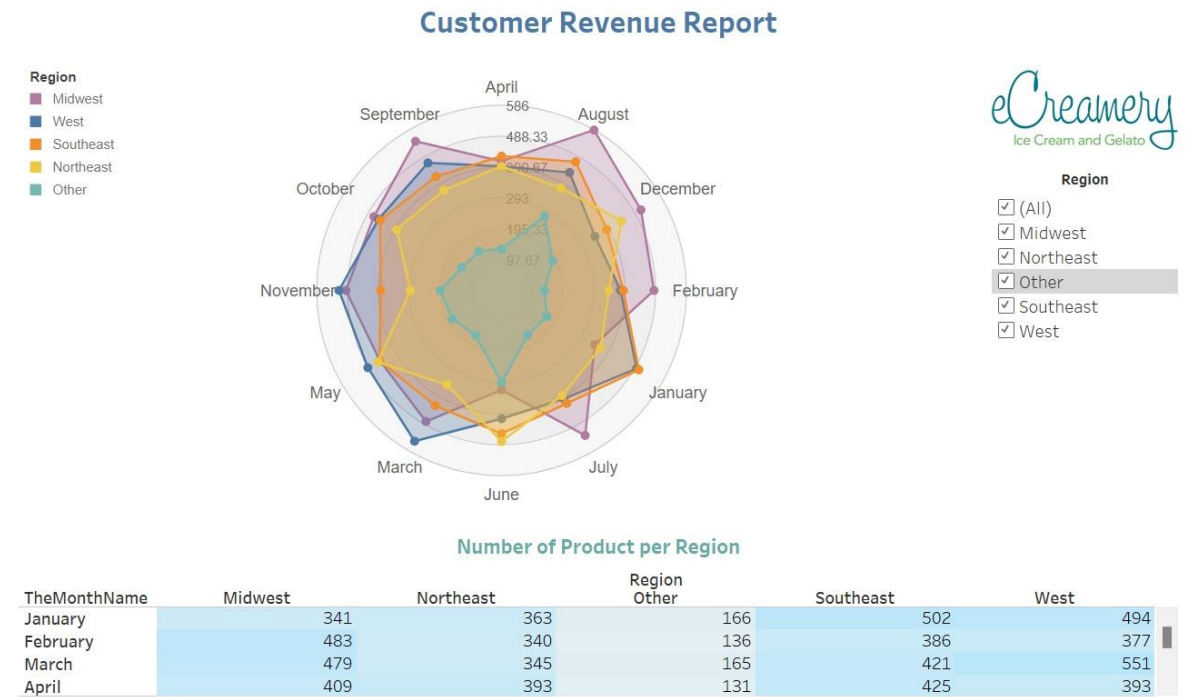 Customer Revenue Report
Region
Midwest
West
Southeast
Northeast
Other
April
586
September
August
488.33
390.67
October
December
293
195.33
97.67
November
February
May
January
March
July
June
eCreamery
Ice Cream and Gelato
Region
(All)
Midwest
Northeast
Other
Southeast
West
Number of Product per Region
Region
TheMonthName Midwest Northeast Other Southeast West
January 341 363 166 502 494
February 483 340 136 386 377
March 479 345 165 421 551
April 409 393 131 425 393